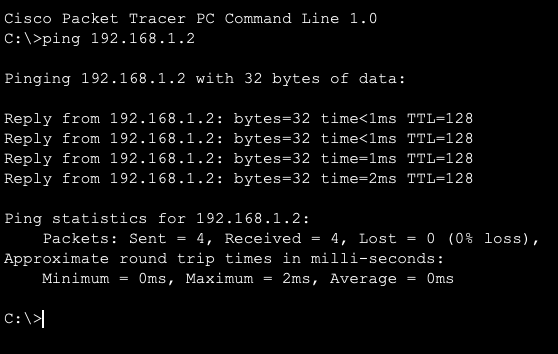 Cisco Packet Tracer PC Command Line 1.0
C:\>ping 192.168.1.2
Pinging 192.168.1.2 with 32 bytes of data:
Reply from 192.168.1.2: bytes=32 time<1ms TTL=128
Reply from 192.168.1.2: bytes=32 time<1ms TTL=128
Reply from 192.168.1.2: bytes=32 time=1ms TTL=128
Reply from 192.168.1.2: bytes=32 time=2ms TTL=128
Ping statistics for 192.168.1.2:
Packets: Sent = 4, Received = 4, Lost = 0 (0% loss),
Approximate round trip times in milli-seconds:
Minimum = 0ms, Maximum = 2ms, Average = 0ms
C:\>